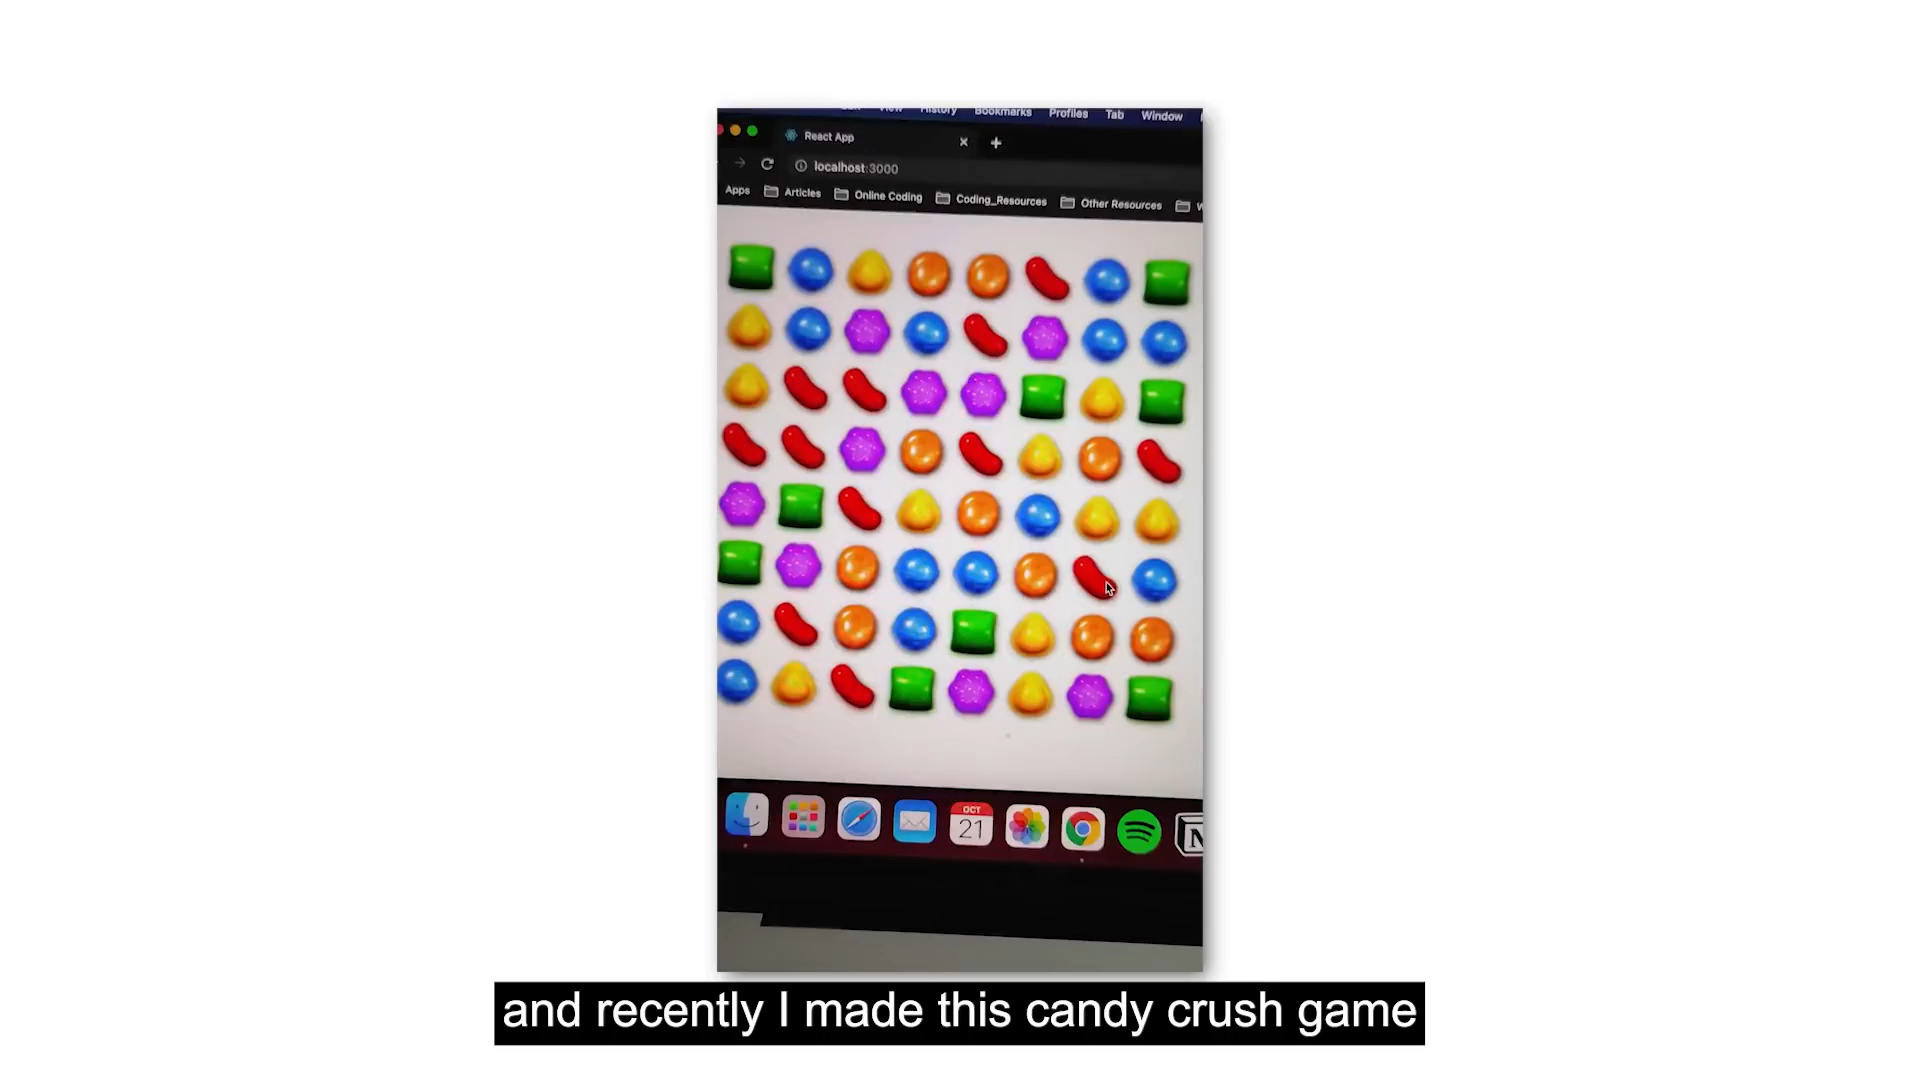 View History Bookmarks Profiles Tab Window
React App
localhost:3000
Apps Articles Online Coding Coding_Resources Other Resources
OCT
21
N
and recently I made this candy crush game